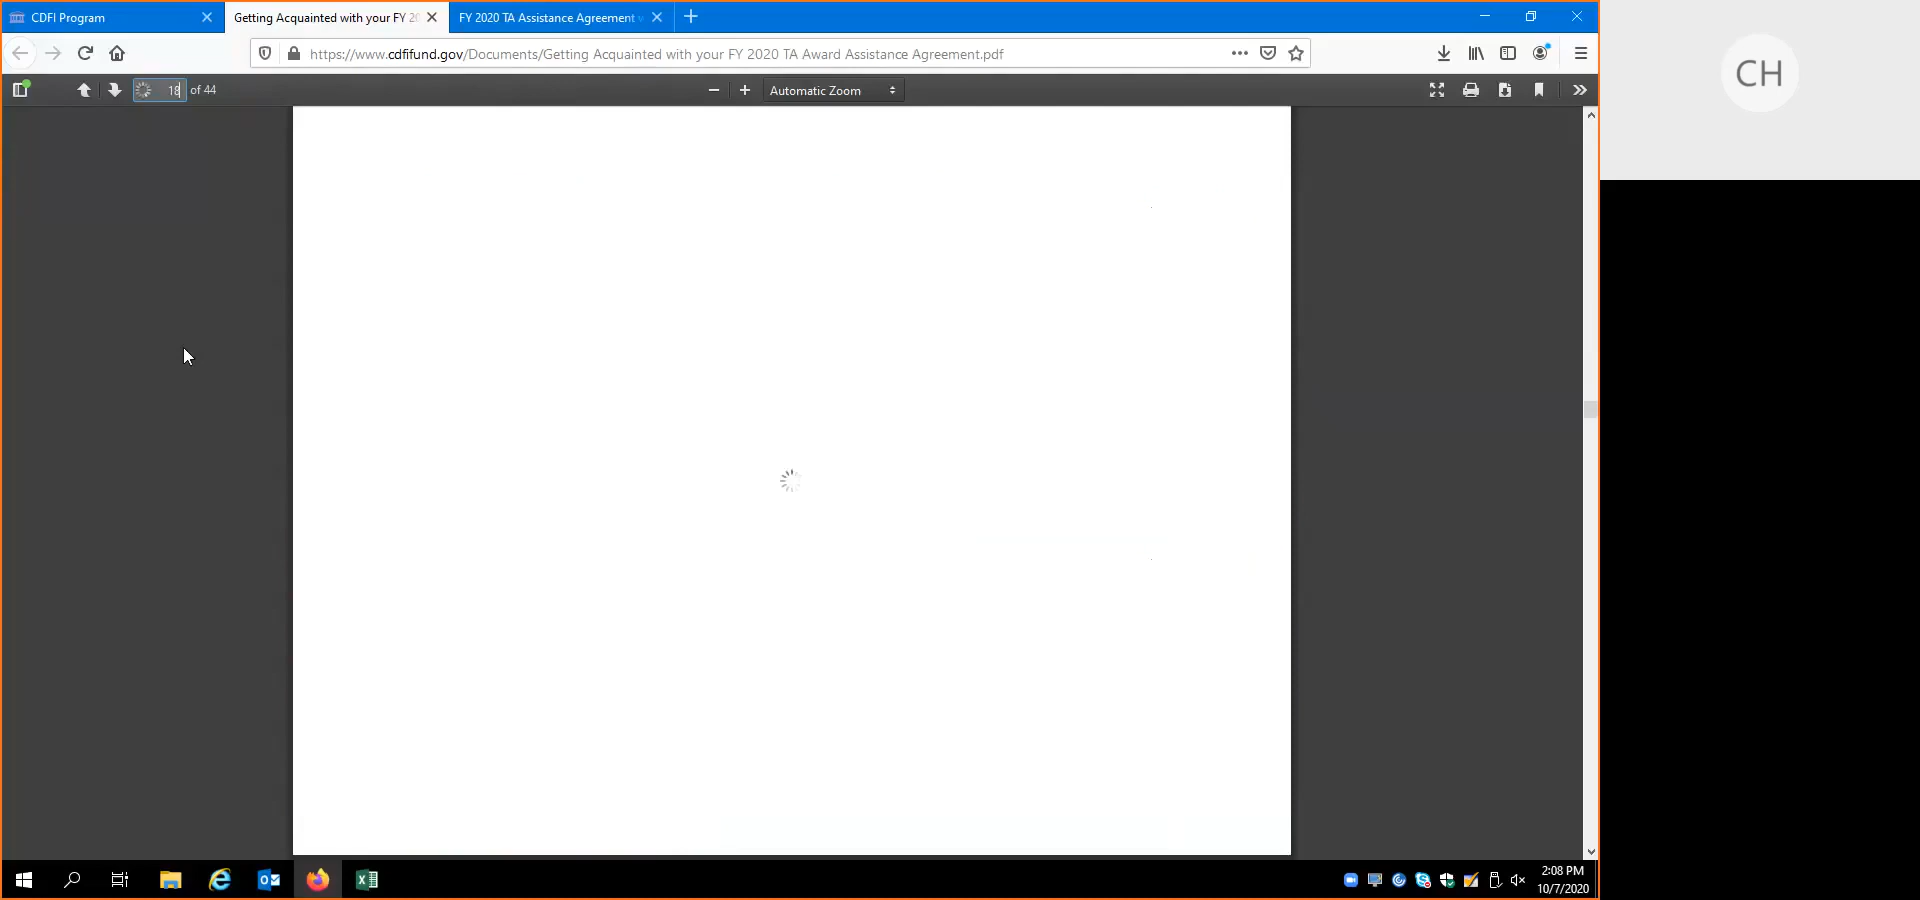 CDFI Program
Getting Acquainted with your FY 20
FY 2020 TA Assistance Agreement
https://www.cdfifund.gov/Documents/Getting Acquainted with your FY 2020 TA Award Assistance Agreement.pdf
18 of 44
Automatic Zoom
CH
2:08 PM
10/7/2020